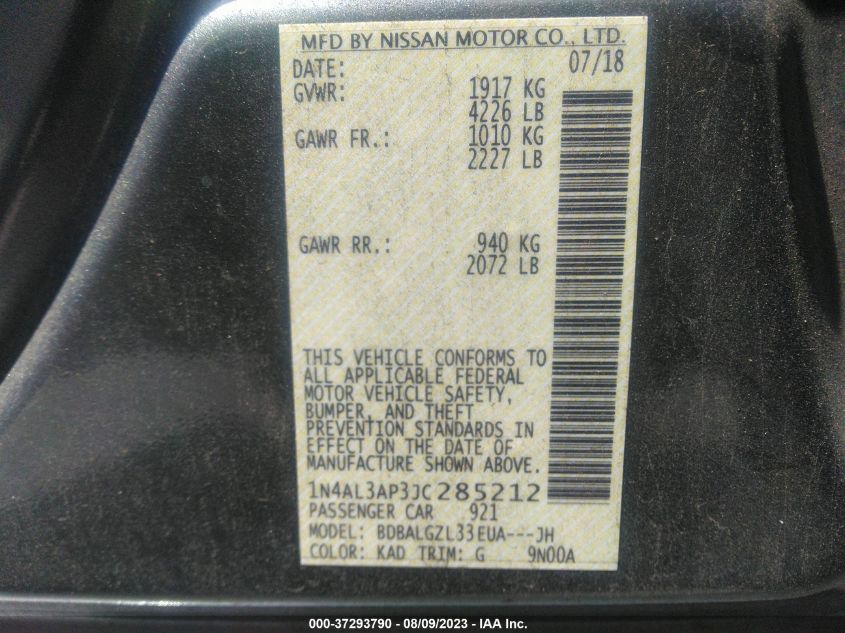 MFD BY NISSAN MOTOR CO., LTD.
DATE: 07/18
GVWR: 1917 KG
4226 LB
GAWR FR.: 1010 KG
2227 LB
GAWR RR.: 940 KG
2072 LB
THIS VEHICLE CONFORMS TO
ALL APPLICABLE FEDERAL
MOTOR VEHICLE SAFETY,
BUMPER, AND THEFT
PREVENTION STANDARDS IN
EFFECT ON THE DATE OF
MANUFACTURE SHOWN ABOVE.
1N4AL3AP3JC285212
PASSENGER CAR 921
MODEL: BDBALGZL33EUA---JH
COLOR: KAD TRIM: G 9N00A
000-37293790 - 08/09/2023 - IAA Inc.